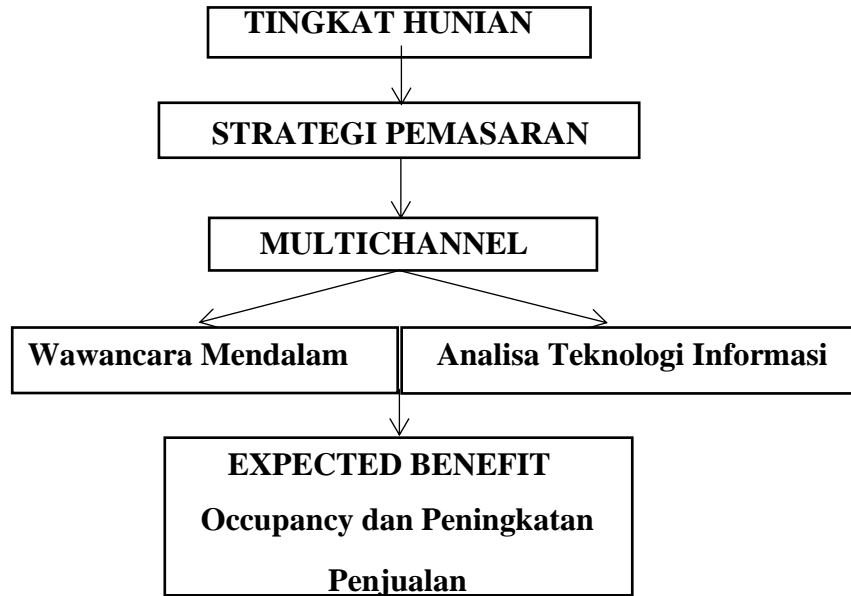 TINGKAT HUNIAN
STRATEGI PEMASARAN
MULTICHANNEL
Wawancara Mendalam
Analisa Teknologi Informasi
EXPECTED BENEFIT
Occupancy dan Peningkatan
Penjualan